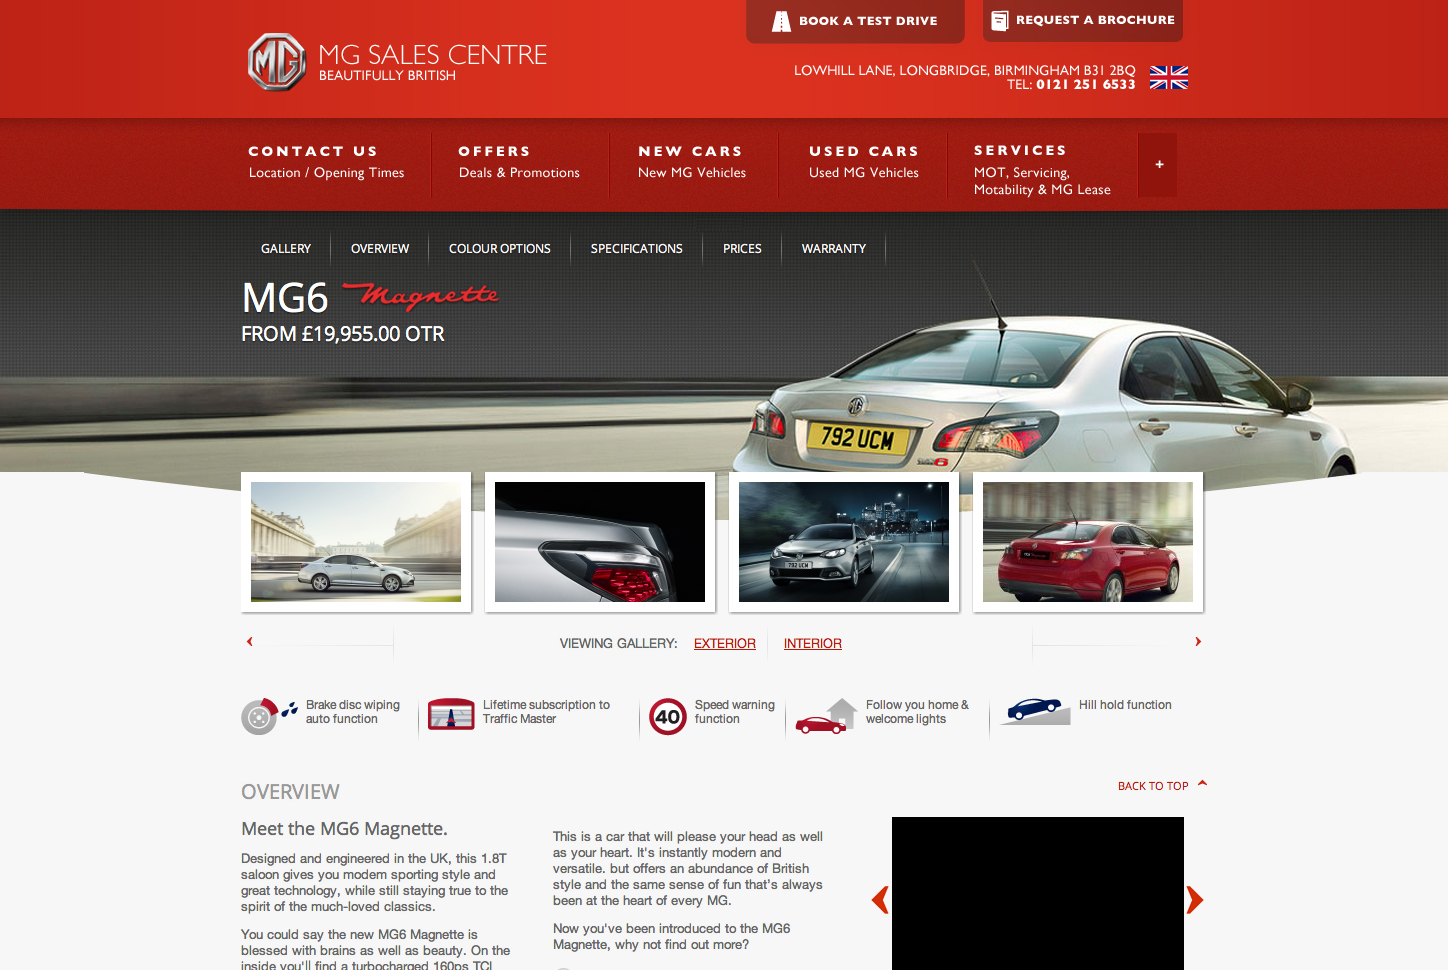 BOOK A TEST DRIVE
REQUEST A BROCHURE
MG
MG SALES CENTRE
BEAUTIFULLY BRITISH
LOWHILL LANE, LONGBRIDGE, BIRMINGHAM B31 2BQ
TEL: 0121 251 6533
CONTACT US
Location / Opening Times
OFFERS
Deals & Promotions
NEW CARS
New MG Vehicles
USED CARS
Used MG Vehicles
SERVICES
MOT, Servicing,
Motability & MG Lease
+
GALLERY
OVERVIEW
COLOUR OPTIONS
SPECIFICATIONS
PRICES
WARRANTY
MG6 Magnette
FROM £19,955.00 OTR
MG
792 UCM
792 UCM
VIEWING GALLERY: EXTERIOR INTERIOR
Brake disc wiping
auto function
Lifetime subscription to
Traffic Master
40
Speed warning
function
Follow you home &
welcome lights
Hill hold function
OVERVIEW
BACK TO TOP
Meet the MG6 Magnette.
Designed and engineered in the UK, this 1.8T
saloon gives you modern sporting style and
great technology, while still staying true to the
spirit of the much-loved classics.
You could say the new MG6 Magnette is
blessed with brains as well as beauty. On the
inside you'll find a turbocharged 160ps TCI
This is a car that will please your head as well
as your heart. It's instantly modern and
versatile. but offers an abundance of British
style and the same sense of fun that's always
been at the heart of every MG.
Now you've been introduced to the MG6
Magnette, why not find out more?